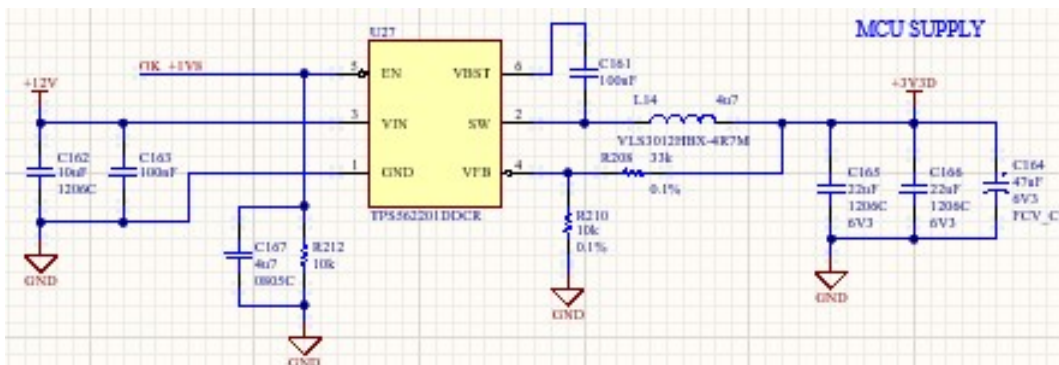 MCU SUPPLY
U27
OK_+1V8
5
EN
VBST
6
C161
100nF
+12V
3
VIN
SW
2
L14
4u7
VLS3012HBX-4R7M
+3V3D
C162
10uF
1206C
C163
100nF
1
GND
VFB
4
R208
33k
0.1%
TPS562201DDCR
R210
10k
0.1%
C165
22uF
1206C
6V3
C166
22uF
1206C
6V3
C164
47uF
6V3
FCV_C
C167
4u7
0805C
R212
10k
GND
GND
GND
GND